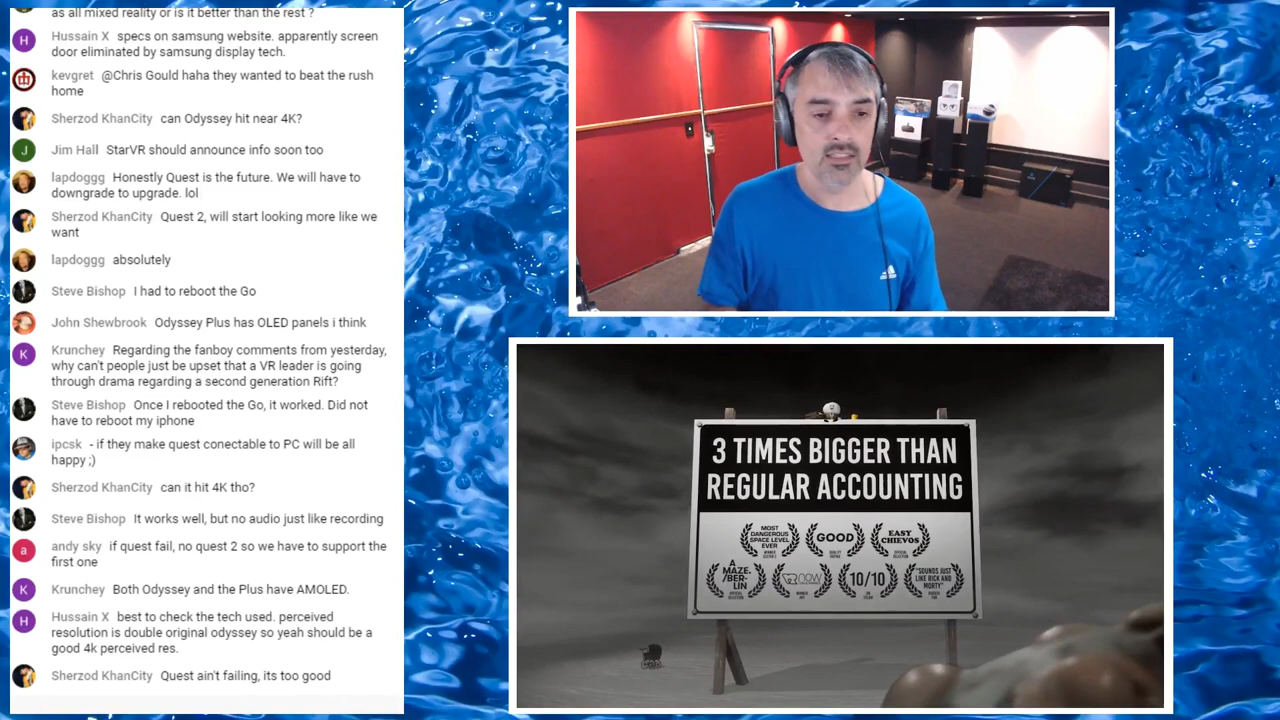 as all mixed reality or is it better than the rest ?
Hussain X specs on samsung website. apparently screen
door eliminated by samsung display tech.
kevgret @Chris Gould haha they wanted to beat the rush
home
Sherzod KhanCity can Odyssey hit near 4K?
Jim Hall StarVR should announce info soon too
lapdoggg Honestly Quest is the future. We will have to
downgrade to upgrade. lol
Sherzod KhanCity Quest 2, will start looking more like we
want
lapdoggg absolutely
Steve Bishop I had to reboot the Go
John Shewbrook Odyssey Plus has OLED panels i think
Krunchey Regarding the fanboy comments from yesterday,
why can't people just be upset that a VR leader is going
through drama regarding a second generation Rift?
Steve Bishop Once I rebooted the Go, it worked. Did not
have to reboot my iphone
ipcsk - if they make quest conectable to PC will be all
happy ;)
Sherzod KhanCity can it hit 4K tho?
Steve Bishop It works well, but no audio just like recording
andy sky if quest fail, no quest 2 so we have to support the
first one
Krunchey Both Odyssey and the Plus have AMOLED.
Hussain X best to check the tech used. perceived
resolution is double original odyssey so yeah should be a
good 4k perceived res.
Sherzod KhanCity Quest ain't failing, its too good
H
H
J
K
a
K
H
3 TIMES BIGGER THAN
REGULAR ACCOUNTING
MOST
DANGEROUS
SPACE LEVEL
EVER
GOOD
EASY
CHIEVOS
A
MAZE.
/BER-
LIN
VRNOW
10/10
"SOUNDS JUST
LIKE RICK AND
MORTY"